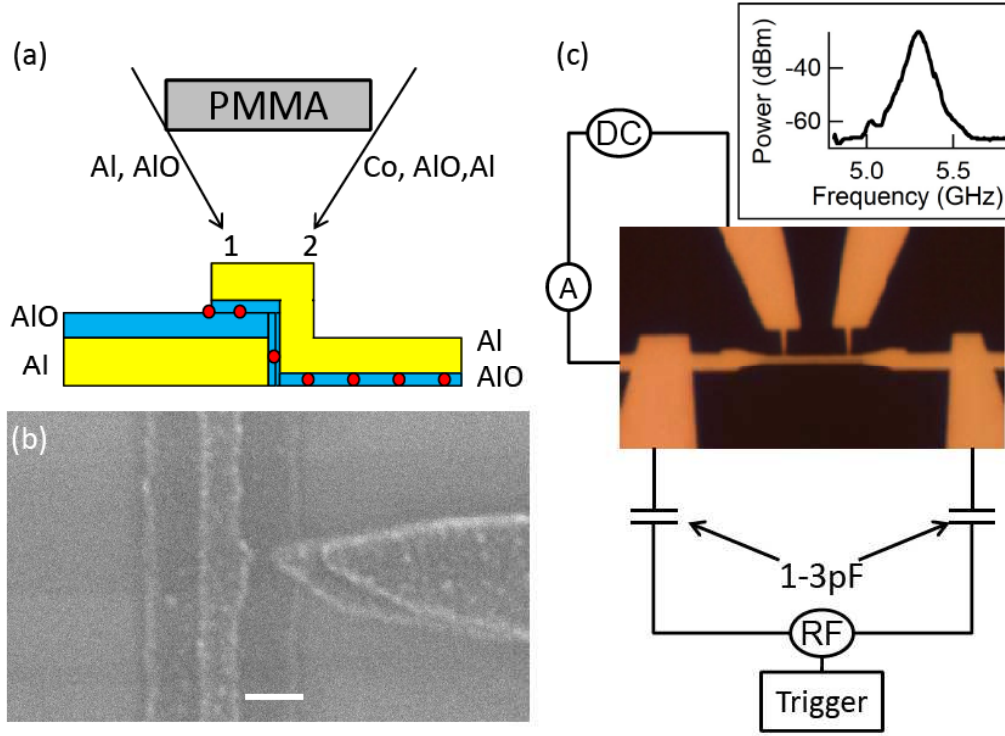 (a)
PMMA
Al, AlO
Co, AlO,Al
1
2
AlO
Al
Al
AlO
(b)
(c)
Power (dBm)
-40
-60
5.0
5.5
Frequency (GHz)
DC
A
1-3pF
RF
Trigger